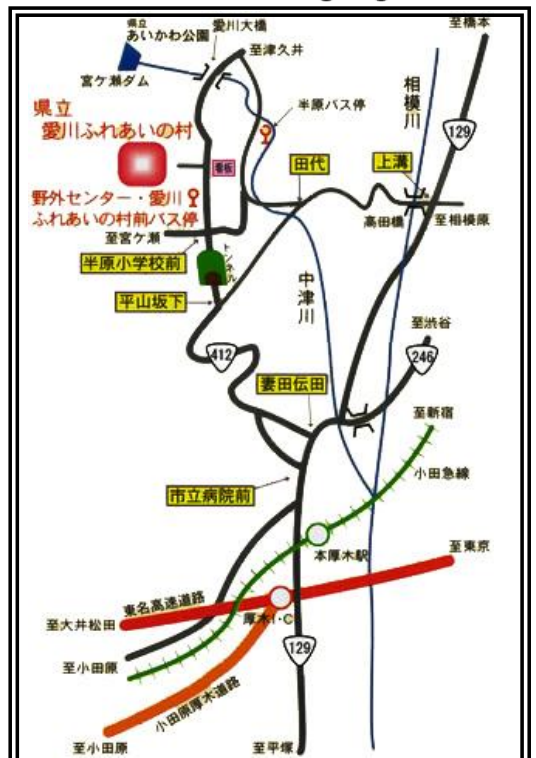 県立
あいかわ公園
愛川大橋
至橋本
至津久井
宮ケ瀬ダム
相模川
半原バス停
県立
愛川ふれあいの村
129
看板
田代
上溝
野外センター・愛川
ふれあいの村前バス停
高田橋
至相模原
至宮ケ瀬
トンネル
半原小学校前
中津川
平山坂下
至渋谷
412
246
妻田伝田
至新宿
小田急線
市立病院前
本厚木駅
至東京
東名高速道路
至大井松田
厚木I・C
129
至小田原
小田原厚木道路
至小田原
至平塚